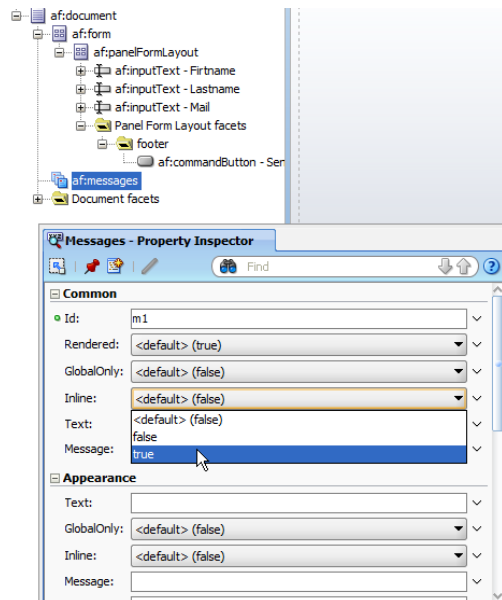 af:document
af:form
af:panelFormLayout
af:inputText - Firtname
af:inputText - Lastname
af:inputText - Mail
Panel Form Layout facets
footer
af:commandButton - Ser
af:messages
Document facets
Messages - Property Inspector
Find
Common
Id: m1
Rendered: <default> (true)
GlobalOnly: <default> (false)
Inline: <default> (false)
Text: <default> (false)
false
Message: true
Appearance
Text:
GlobalOnly: <default> (false)
Inline: <default> (false)
Message: